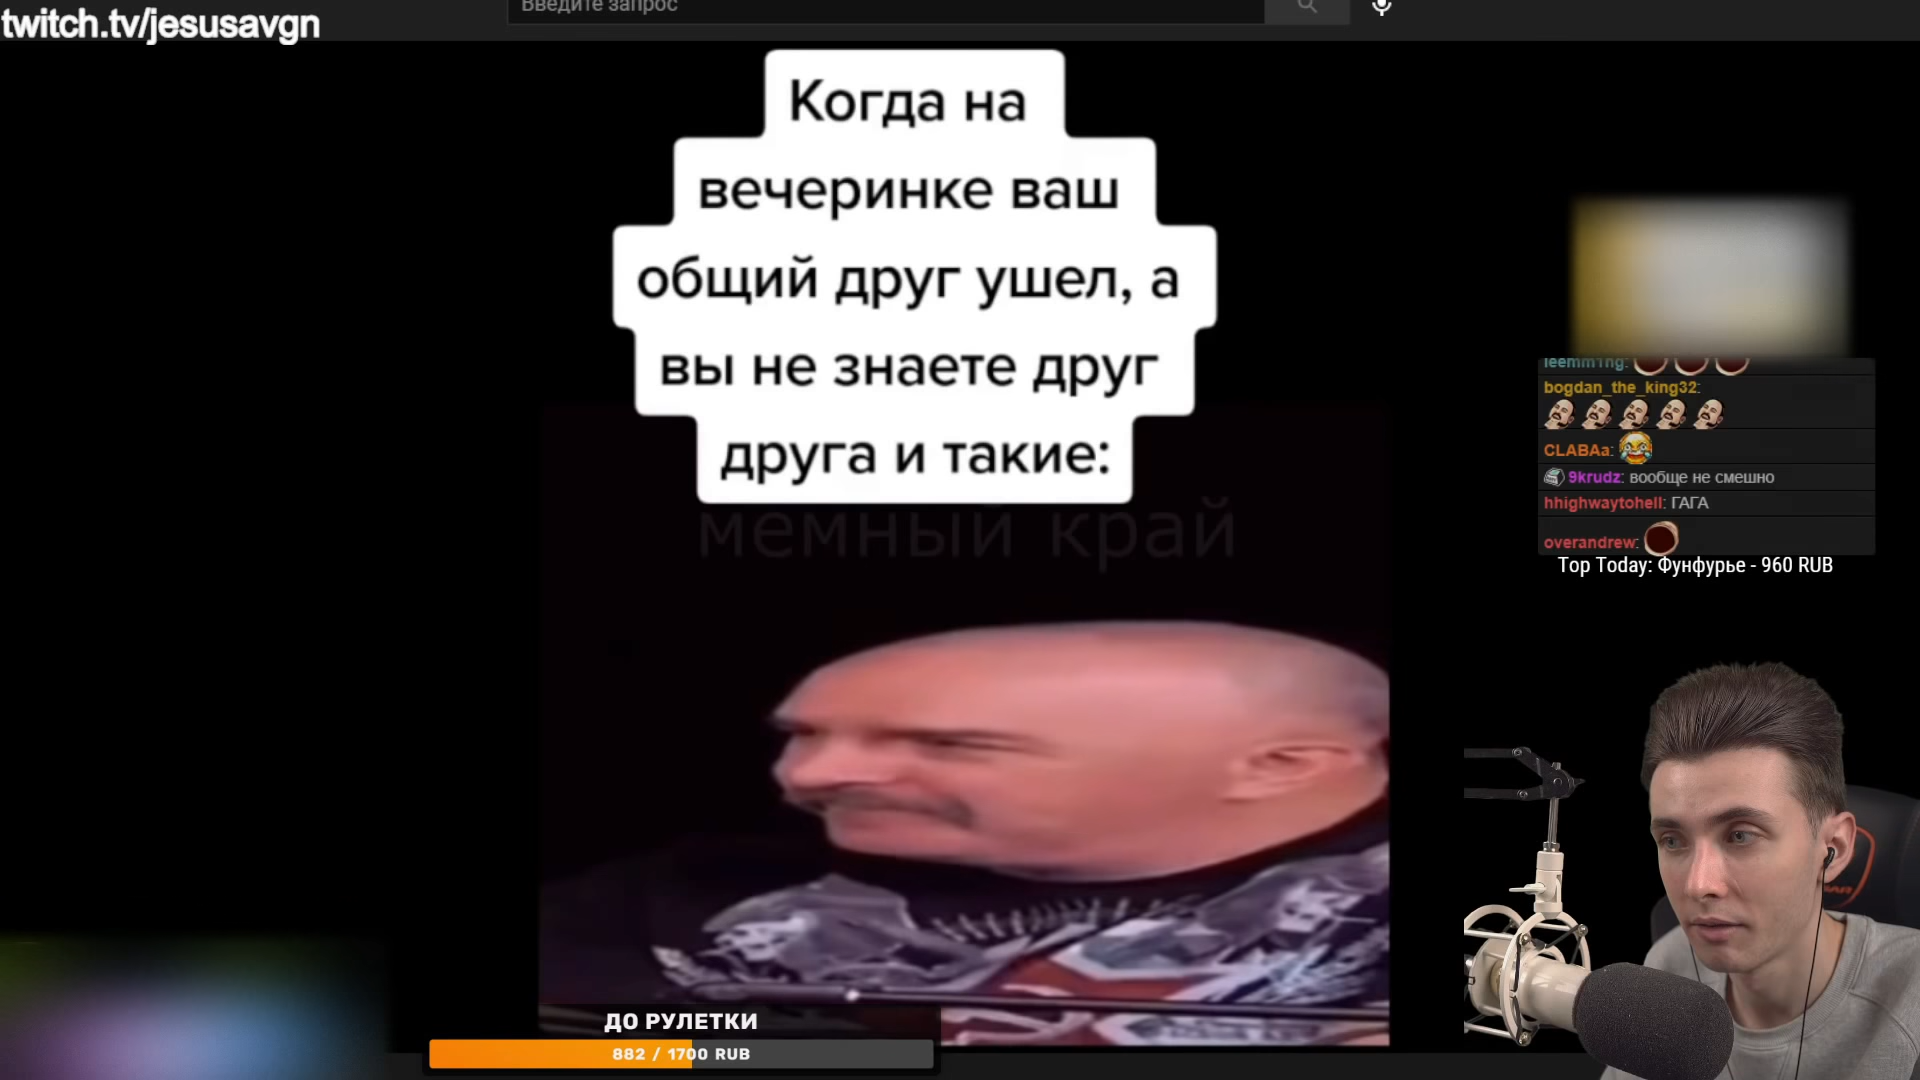 twitch.tv/jesusavgn
Введите запрос
Когда на
вечеринке ваш
общий друг ушел, а
вы не знаете друг
друга и такие:
мемный край
leemm1ng:
bogdan_the_king32:
CLABAa:
9krudz: вообще не смешно
hhighwaytohell: ГАГА
overandrew:
Top Today: Фунфурье - 960 RUB
ДО РУЛЕТКИ
882 / 1700 RUB